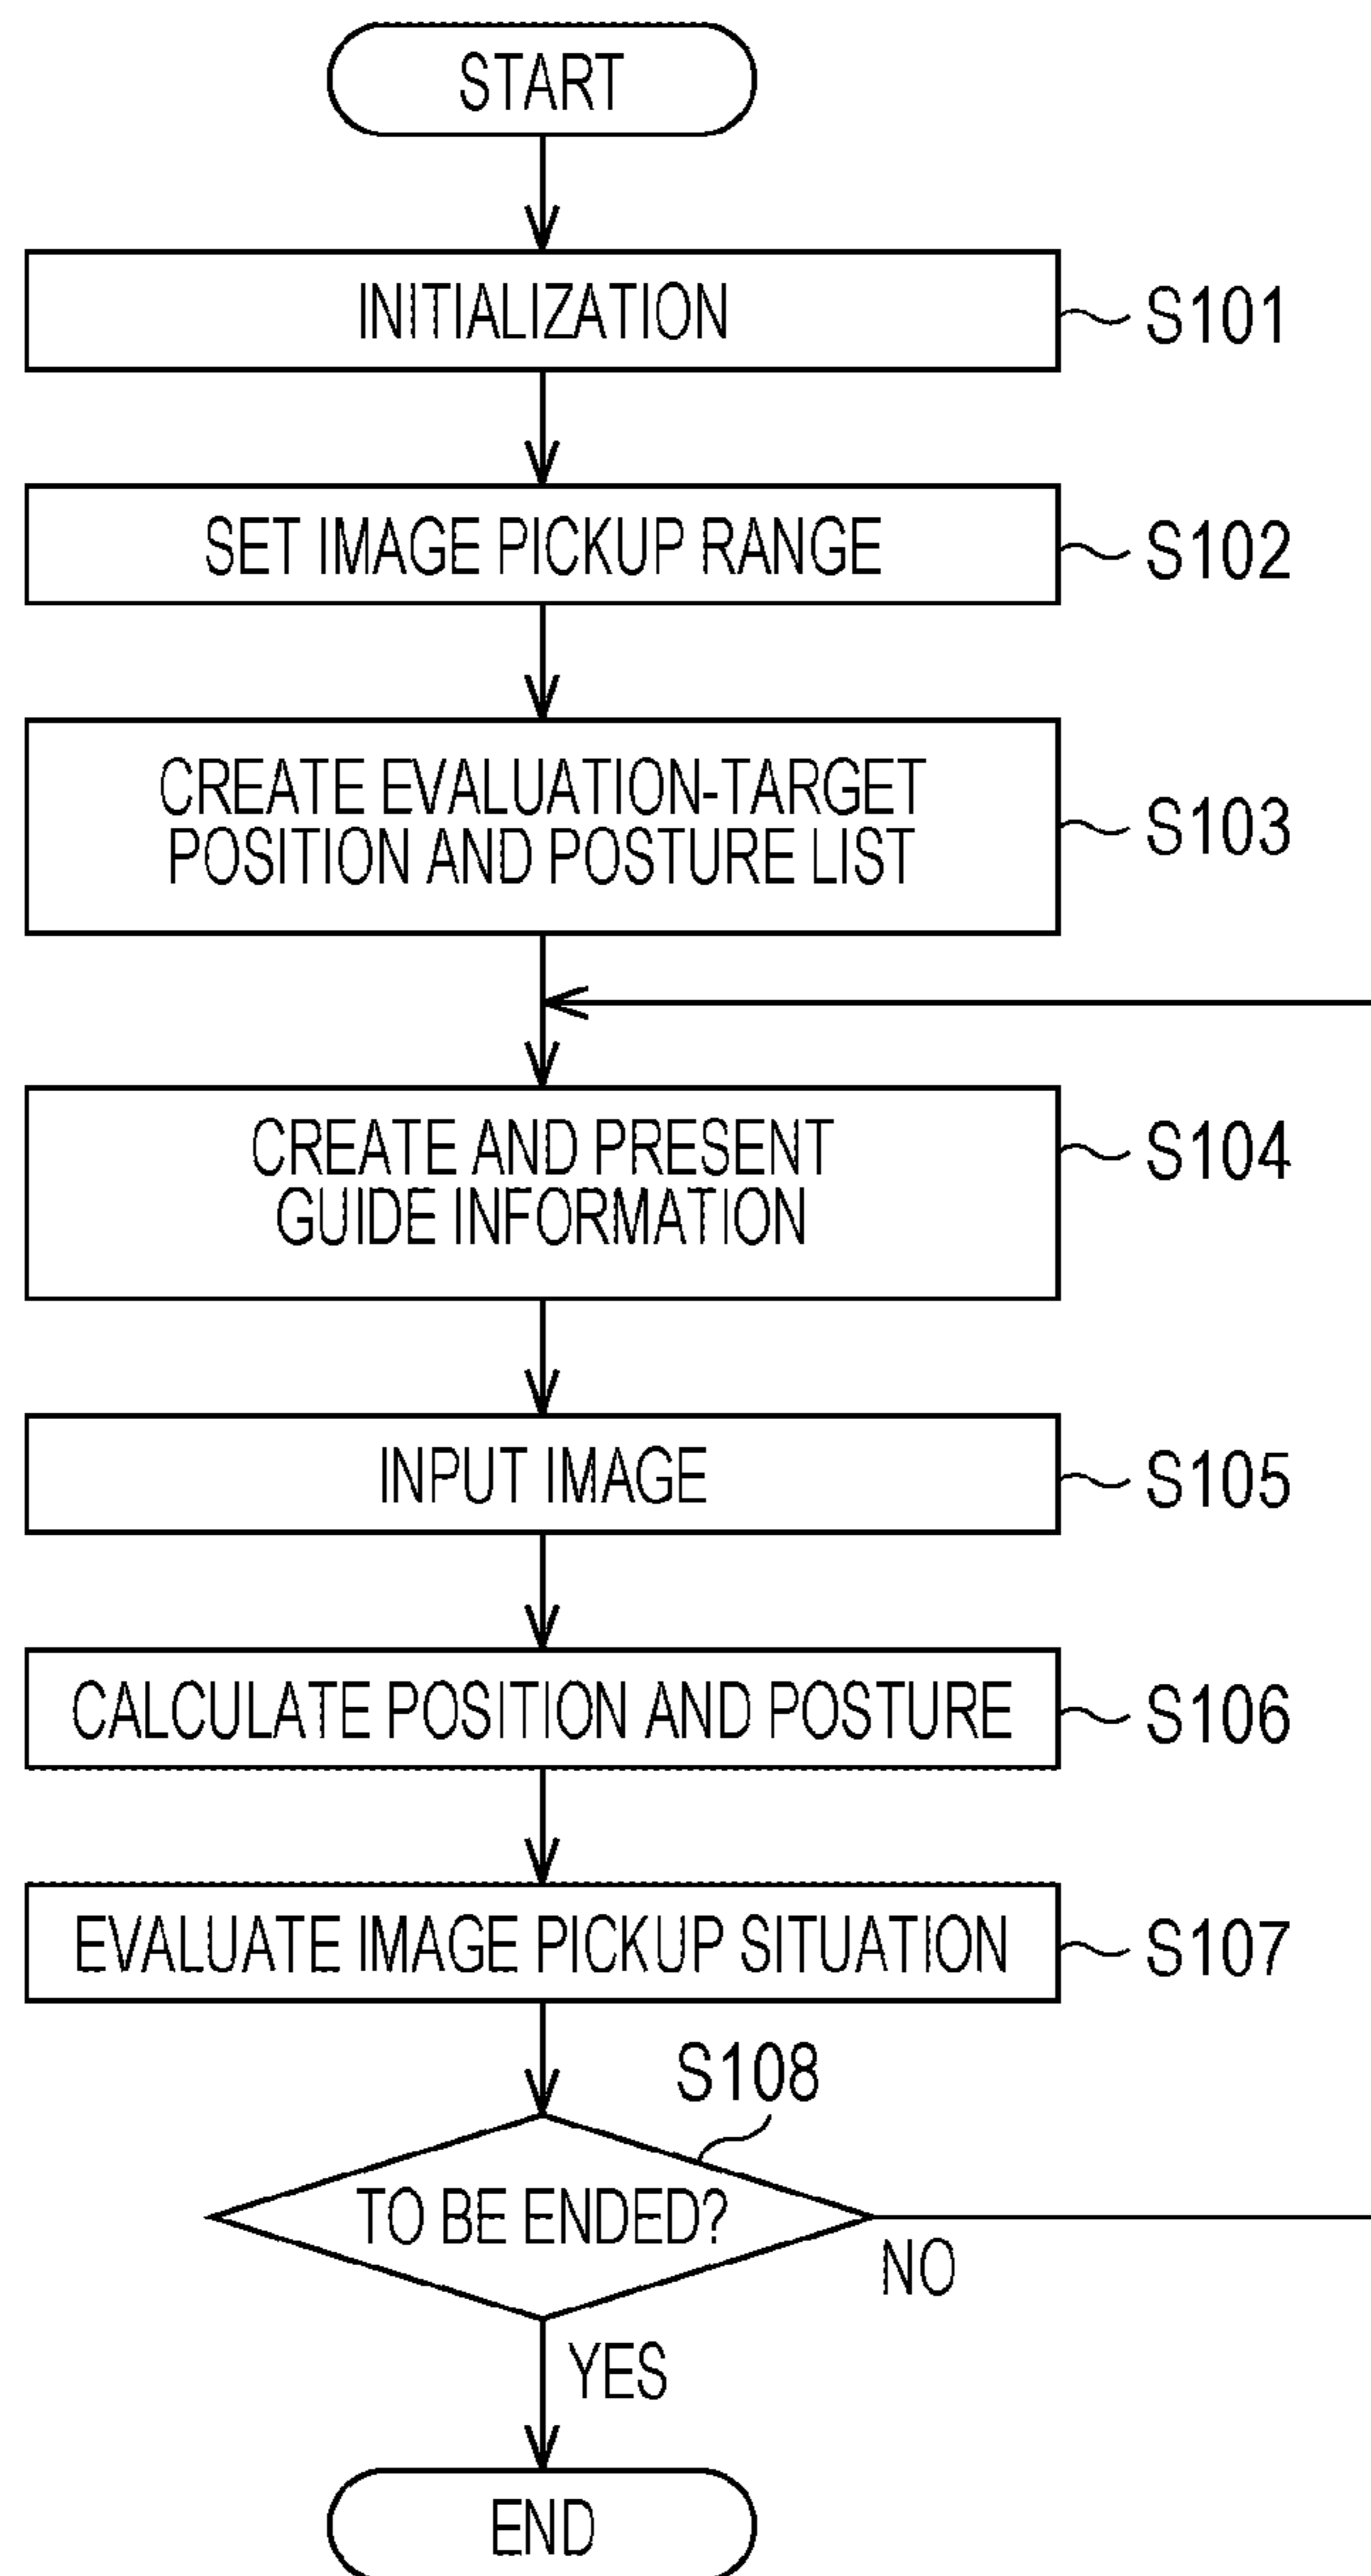 START
INITIALIZATION
S101
SET IMAGE PICKUP RANGE
S102
CREATE EVALUATION-TARGET
POSITION AND POSTURE LIST
S103
CREATE AND PRESENT
GUIDE INFORMATION
S104
INPUT IMAGE
S105
CALCULATE POSITION AND POSTURE
S106
EVALUATE IMAGE PICKUP SITUATION
S107
S108
TO BE ENDED?
NO
YES
END